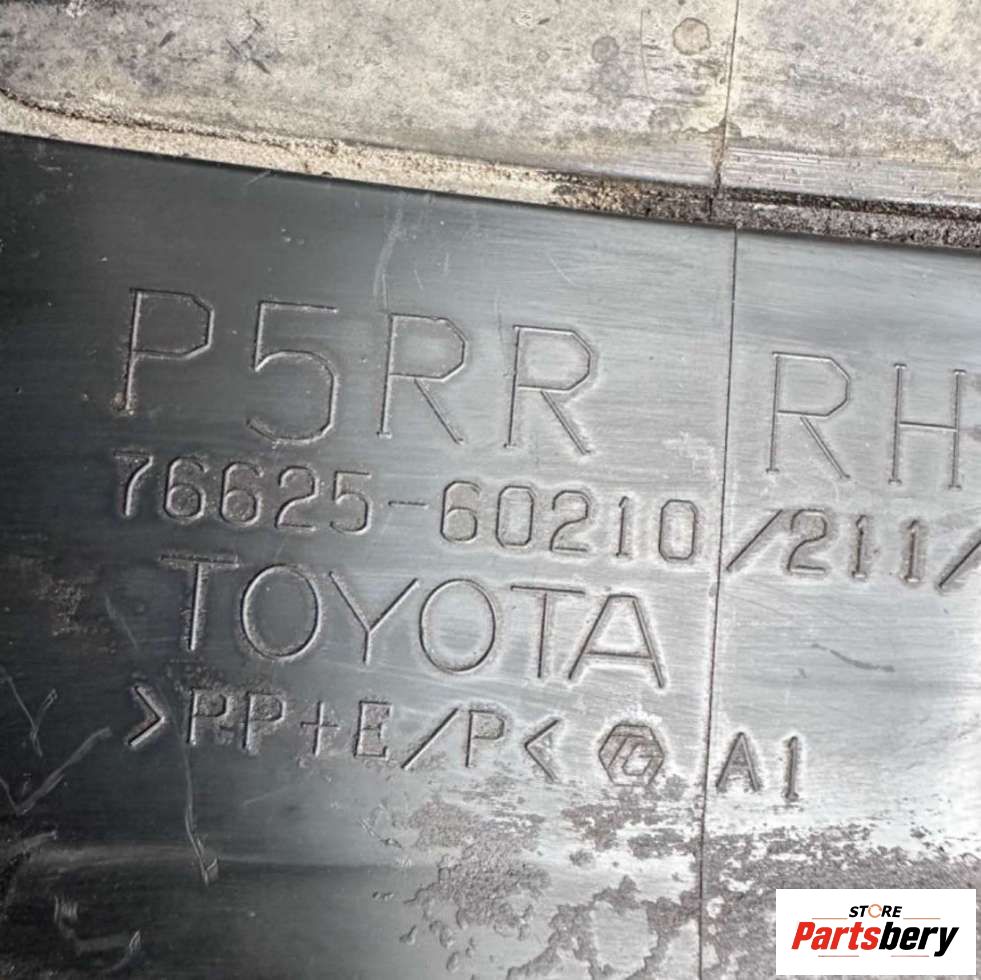 P5RR RH
76625-60210/211/
TOYOTA
>PP+E/P< A1
STORE
Partsbery